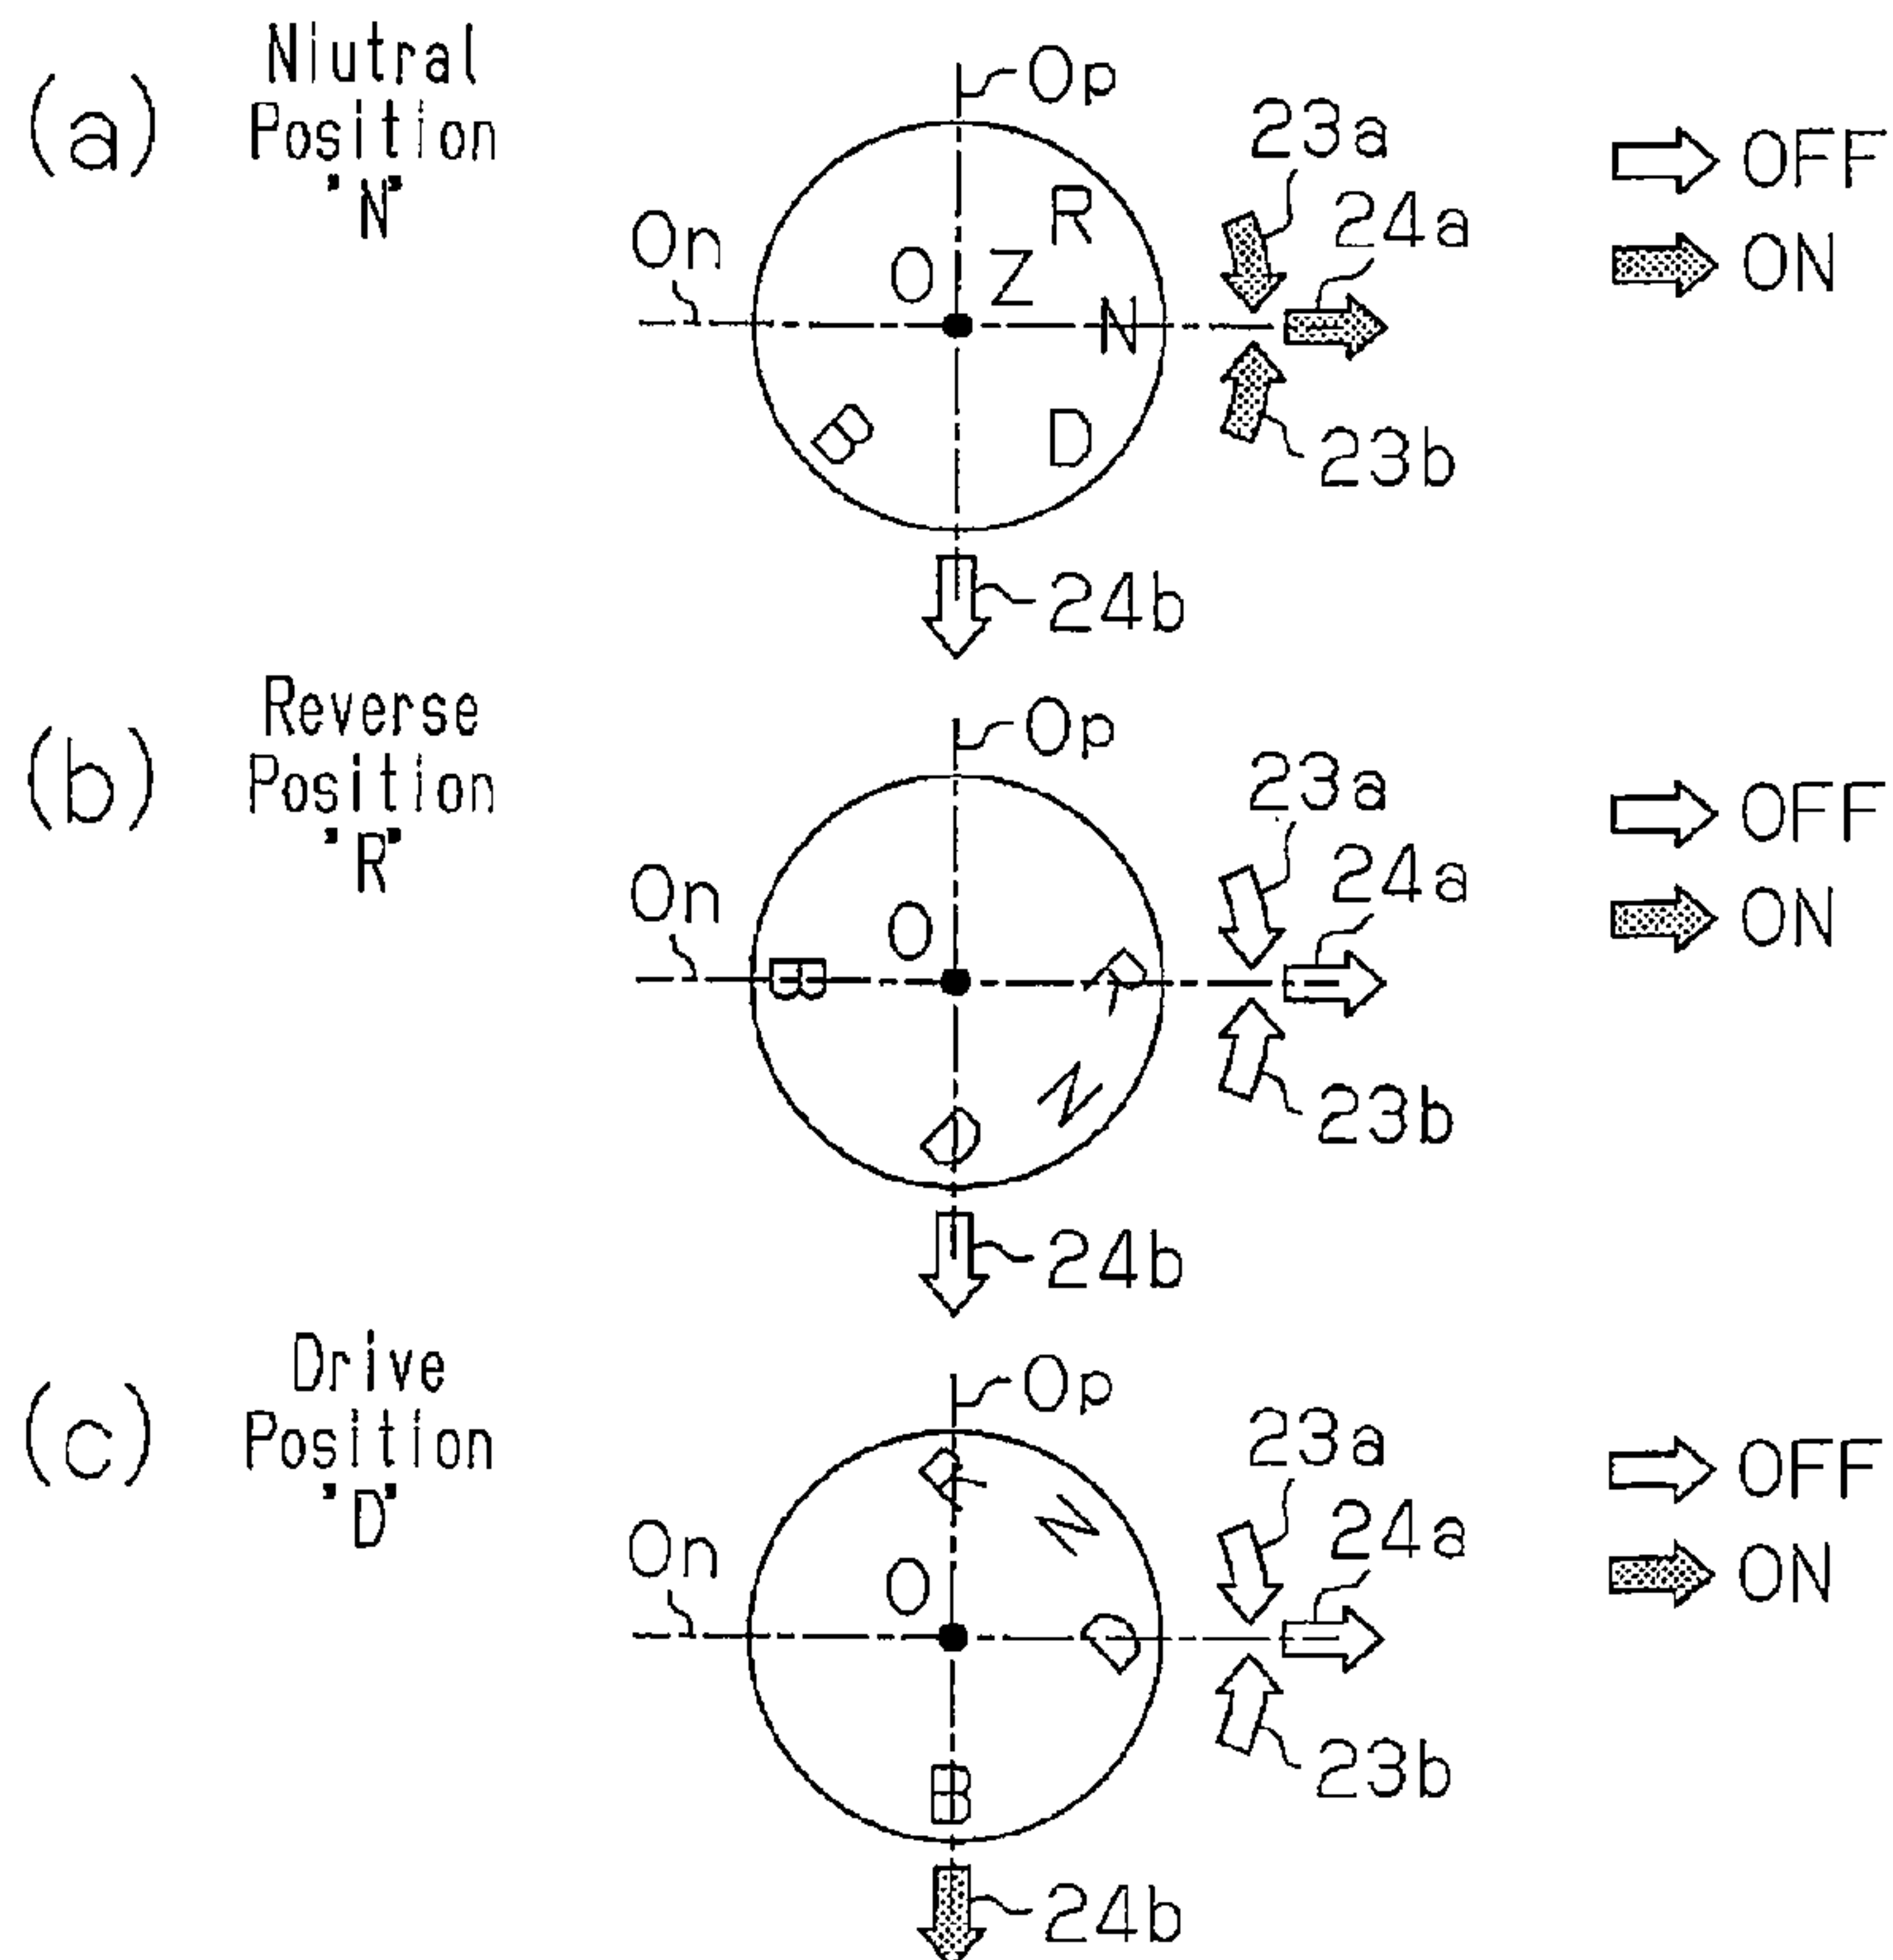 (a)
Niutral
Position
"N"
Op
On
O
Z
R
N
D
B
23a
24a
23b
24b
OFF
ON
(b)
Reverse
Position
"R"
Op
On
O
B
R
N
D
23a
24a
23b
24b
OFF
ON
(c)
Drive
Position
"D"
Op
On
O
R
N
D
B
23a
24a
23b
24b
OFF
ON